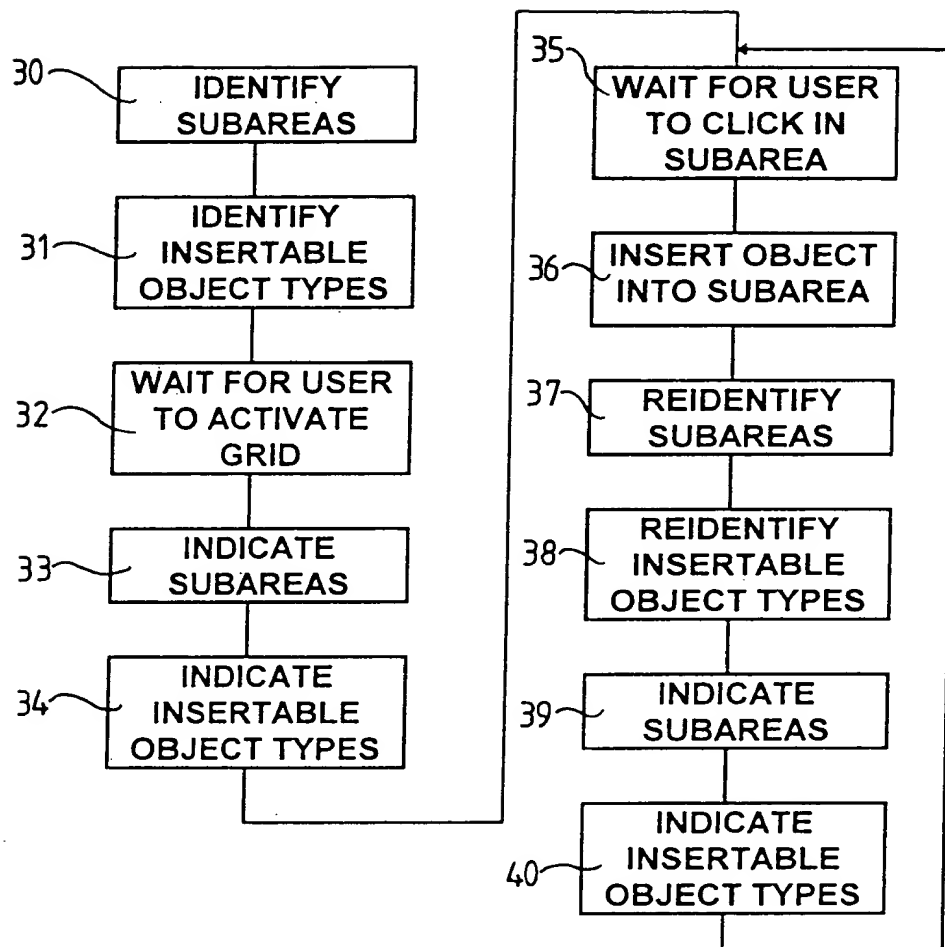 30
IDENTIFY
SUBAREAS
31
IDENTIFY
INSERTABLE
OBJECT TYPES
32
WAIT FOR USER
TO ACTIVATE
GRID
33
INDICATE
SUBAREAS
34
INDICATE
INSERTABLE
OBJECT TYPES
35
WAIT FOR USER
TO CLICK IN
SUBAREA
36
INSERT OBJECT
INTO SUBAREA
37
REIDENTIFY
SUBAREAS
38
REIDENTIFY
INSERTABLE
OBJECT TYPES
39
INDICATE
SUBAREAS
40
INDICATE
INSERTABLE
OBJECT TYPES